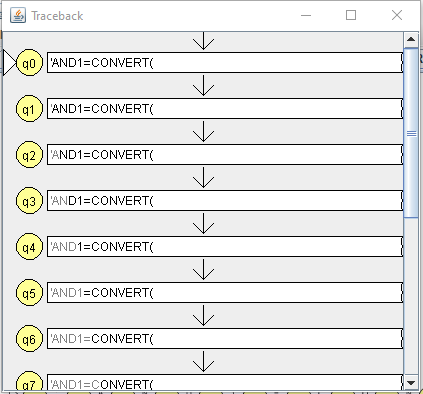 Traceback
q0 'AND1=CONVERT(
q1 'AND1=CONVERT(
q2 'AND1=CONVERT(
q3 'AND1=CONVERT(
q4 'AND1=CONVERT(
q5 'AND1=CONVERT(
q6 'AND1=CONVERT(
q7 'AND1=CONVERT(